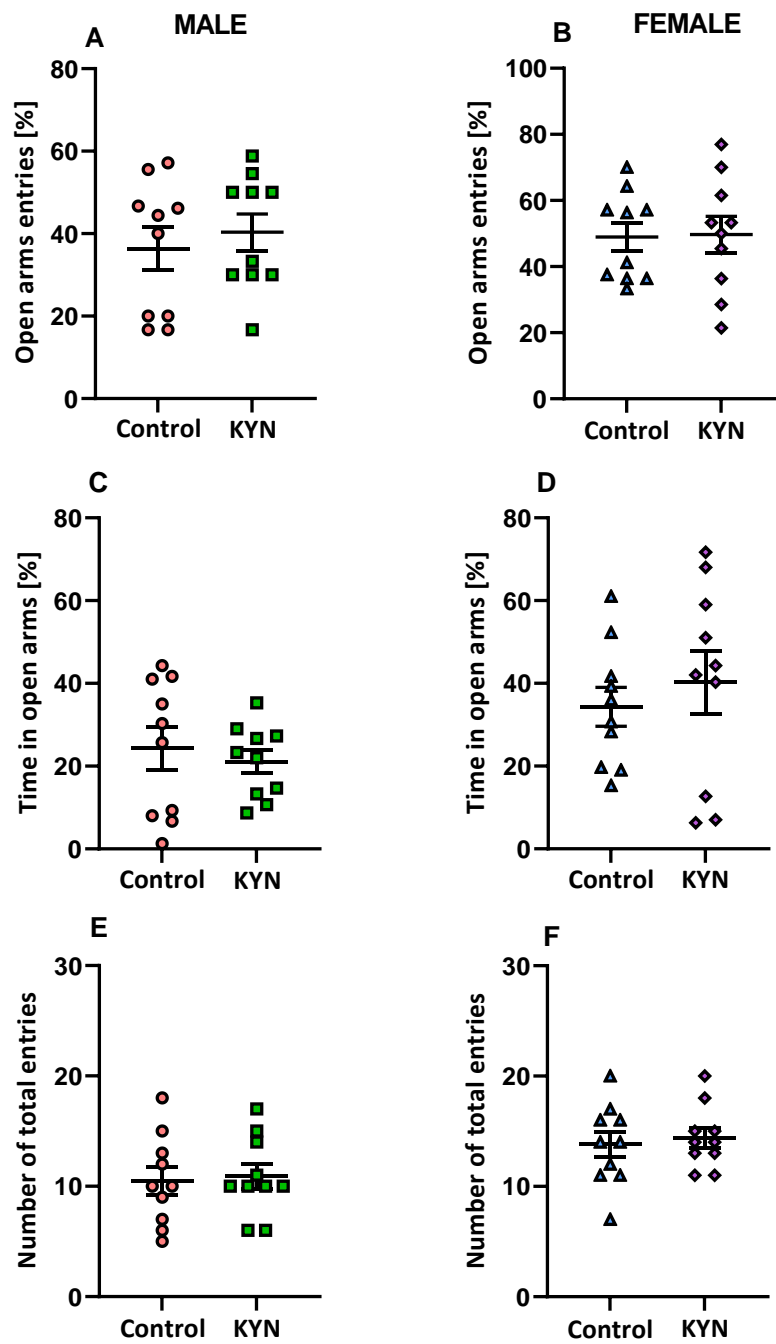 MALE
FEMALE
A
Open arms entries [%]
80
60
40
20
0
Control KYN
B
Open arms entries [%]
100
80
60
40
20
0
Control KYN
C
Time in open arms [%]
80
60
40
20
0
Control KYN
D
Time in open arms [%]
80
60
40
20
0
Control KYN
E
Number of total entries
30
20
10
0
Control KYN
F
Number of total entries
30
20
10
0
Control KYN